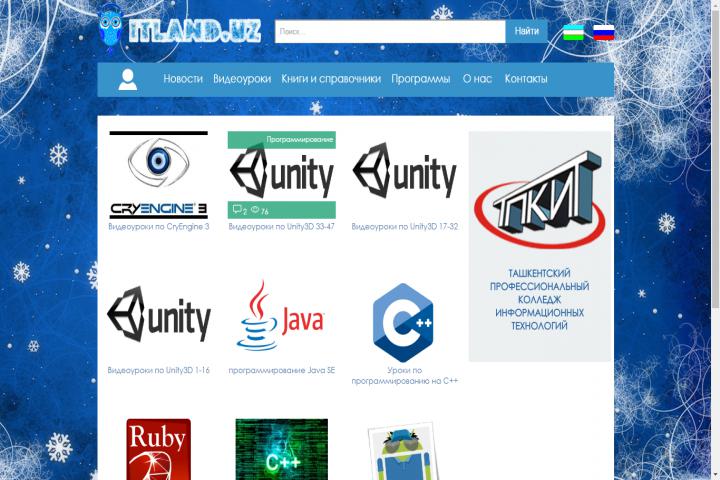 ITLAND.UZ
Поиск...
Найти
Новости Видеоуроки Книги и справочники Программы О нас Контакты
CRYENGINE 3
Видеоуроки по CryEngine 3
Программирование
unity
2 76
Видеоуроки по Unity3D 33-47
unity
Видеоуроки по Unity3D 17-32
ТПКИТ
ТАШКЕНТСКИЙ
ПРОФЕССИОНАЛЬНЫЙ
КОЛЛЕДЖ
ИНФОРМАЦИОННЫХ
ТЕХНОЛОГИЙ
unity
Видеоуроки по Unity3D 1-16
Java
программирование Java SE
C++
Уроки по
программированию на C++
Ruby
C++